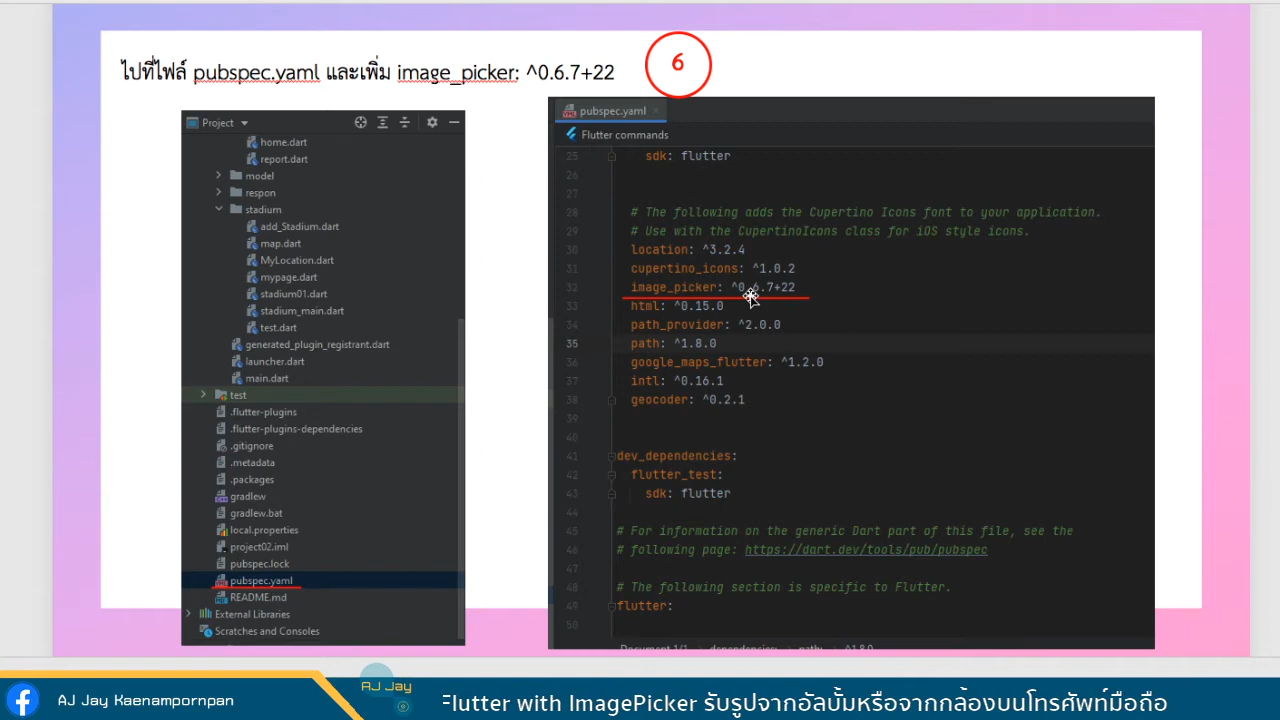 ไปที่ไฟล์ pubspec.yaml และเพิ่ม image_picker: ^0.6.7+22
6
Project
home.dart
report.dart
model
respon
stadium
add_Stadium.dart
map.dart
MyLocation.dart
mypage.dart
stadium01.dart
stadium_main.dart
test.dart
generated_plugin_registrant.dart
launcher.dart
main.dart
test
.flutter-plugins
.flutter-plugins-dependencies
.gitignore
.metadata
.packages
gradlew
gradlew.bat
local.properties
project02.iml
pubspec.lock
pubspec.yaml
README.md
External Libraries
Scratches and Consoles
pubspec.yaml
Flutter commands
25 sdk: flutter
26
27
28 # The following adds the Cupertino Icons font to your application.
29 # Use with the CupertinoIcons class for iOS style icons.
30 location: ^3.2.4
31 cupertino_icons: ^1.0.2
32 image_picker: ^0.6.7+22
33 html: ^0.15.0
34 path_provider: ^2.0.0
35 path: ^1.8.0
36 google_maps_flutter: ^1.2.0
37 intl: ^0.16.1
38 geocoder: ^0.2.1
39
40
41 dev_dependencies:
42 flutter_test:
43 sdk: flutter
44
45 # For information on the generic Dart part of this file, see the
46 # following page: https://dart.dev/tools/pub/pubspec
47
48 # The following section is specific to Flutter.
49 flutter:
50
Document 1/1 dependencies: path: ^1.8.0
AJ Jay Kaenampornpan
AJ Jay
Flutter with ImagePicker รับรูปจากอัลบั้มหรือจากกล้องบนโทรศัพท์มือถือ